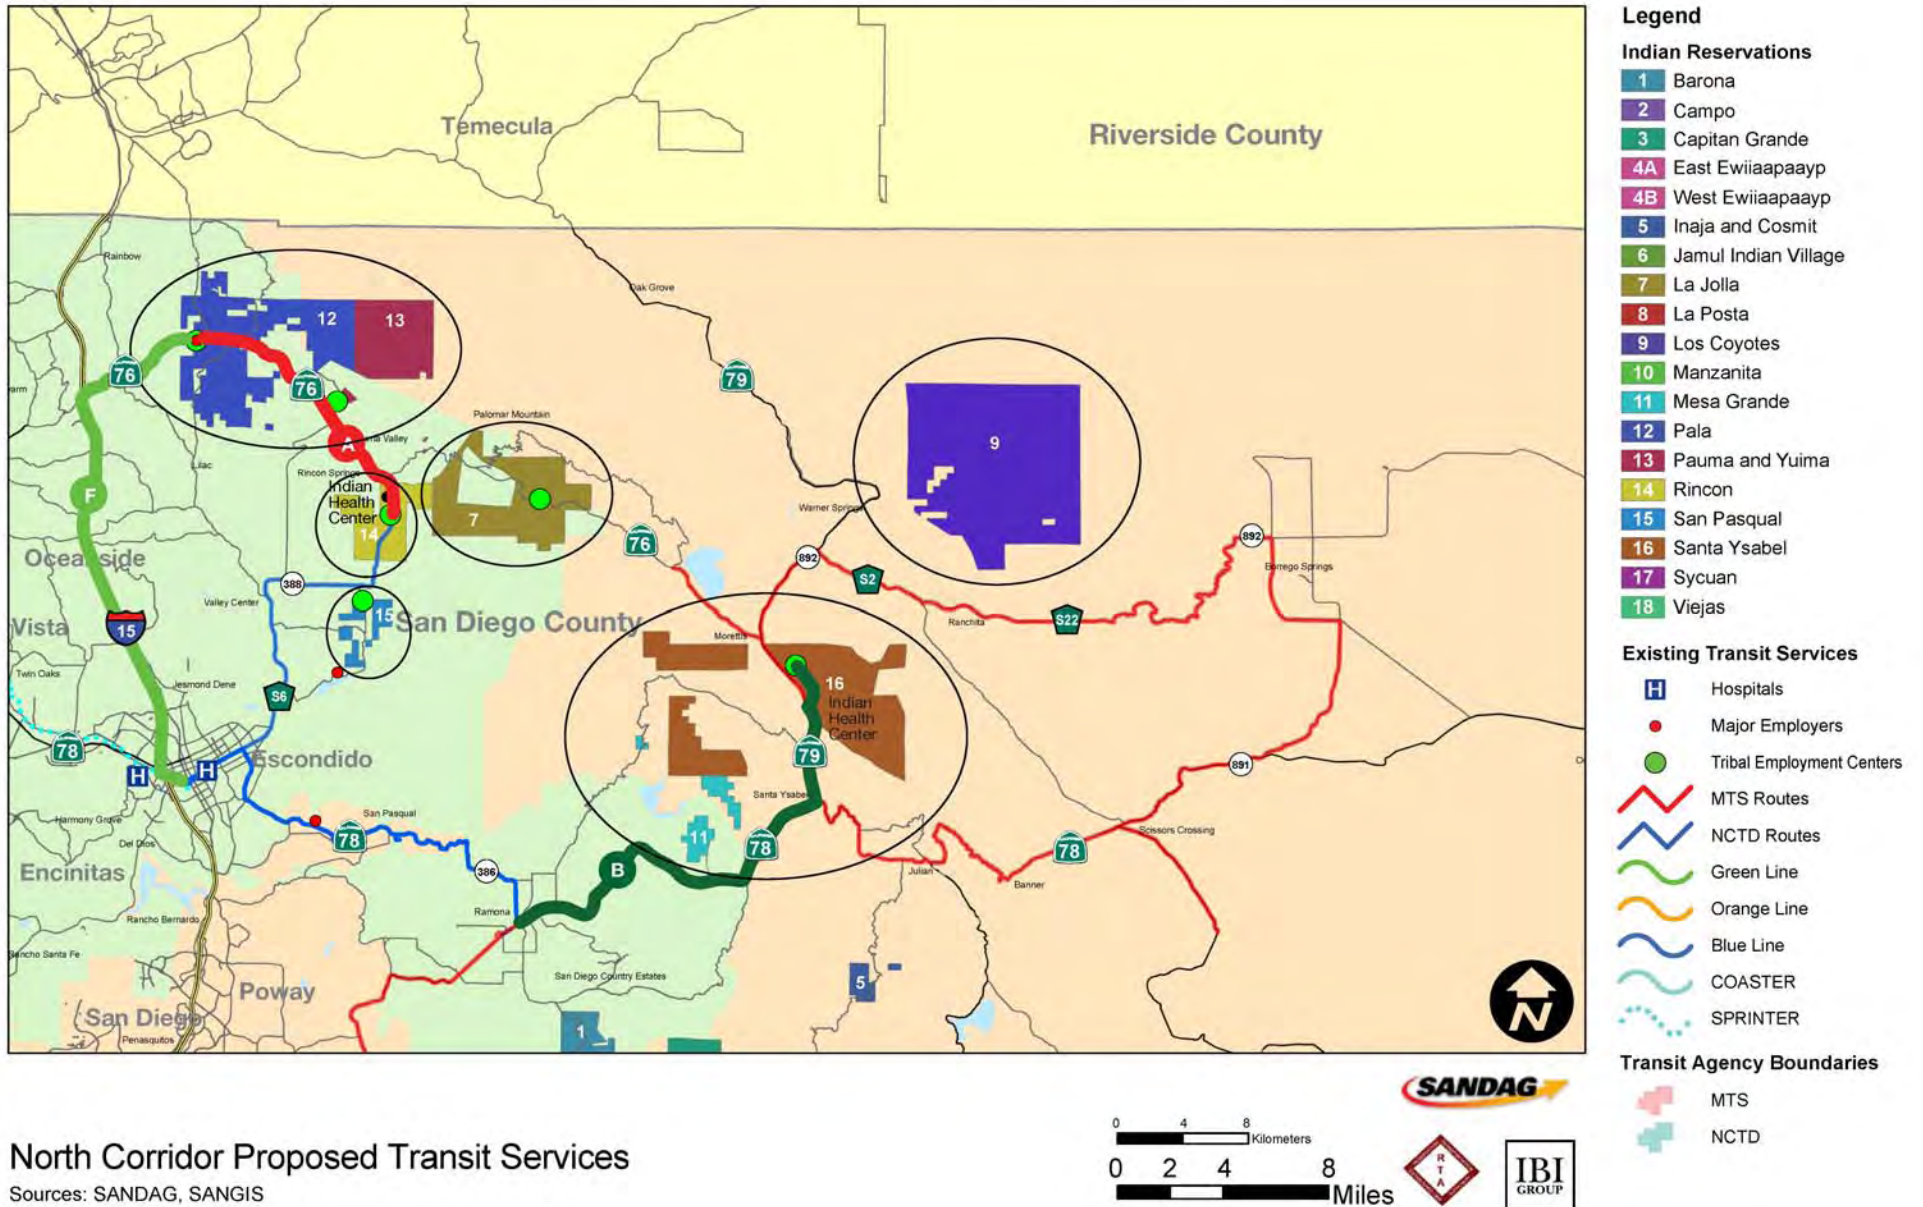 Temecula
Riverside County
Rainbow
Oak Grove
12
13
76
76
79
Palomar Mountain
A
9
Lilac
Rincon Springs
Indian
Health
Center
F
7
14
Warner Springs
76
892
892
Oceanside
388
S2
Borrego Springs
Valley Center
15
San Diego County
Vista
15
Ranchita
S22
Morettis
Twin Oaks
Jesmond Dene
S6
16
Indian
Health
Center
78
79
Escondido
H
H
891
Santa Ysabel
Harmony Grove
San Pasqual
Del Dios
78
11
78
78
Scissors Crossing
Encinitas
386
B
Julian
Banner
Rancho Bernardo
Ramona
Rancho Santa Fe
San Diego Country Estates
5
Poway
San Diego
Penasquitos
1
N
Legend
Indian Reservations
1 Barona
2 Campo
3 Capitan Grande
4A East Ewiiaapaayp
4B West Ewiiaapaayp
5 Inaja and Cosmit
6 Jamul Indian Village
7 La Jolla
8 La Posta
9 Los Coyotes
10 Manzanita
11 Mesa Grande
12 Pala
13 Pauma and Yuima
14 Rincon
15 San Pasqual
16 Santa Ysabel
17 Sycuan
18 Viejas
Existing Transit Services
H Hospitals
Major Employers
Tribal Employment Centers
MTS Routes
NCTD Routes
Green Line
Orange Line
Blue Line
COASTER
SPRINTER
Transit Agency Boundaries
MTS
NCTD
North Corridor Proposed Transit Services
Sources: SANDAG, SANGIS
0 4 8
Kilometers
0 2 4 8
Miles
SANDAG
R
T
A
IBI
GROUP